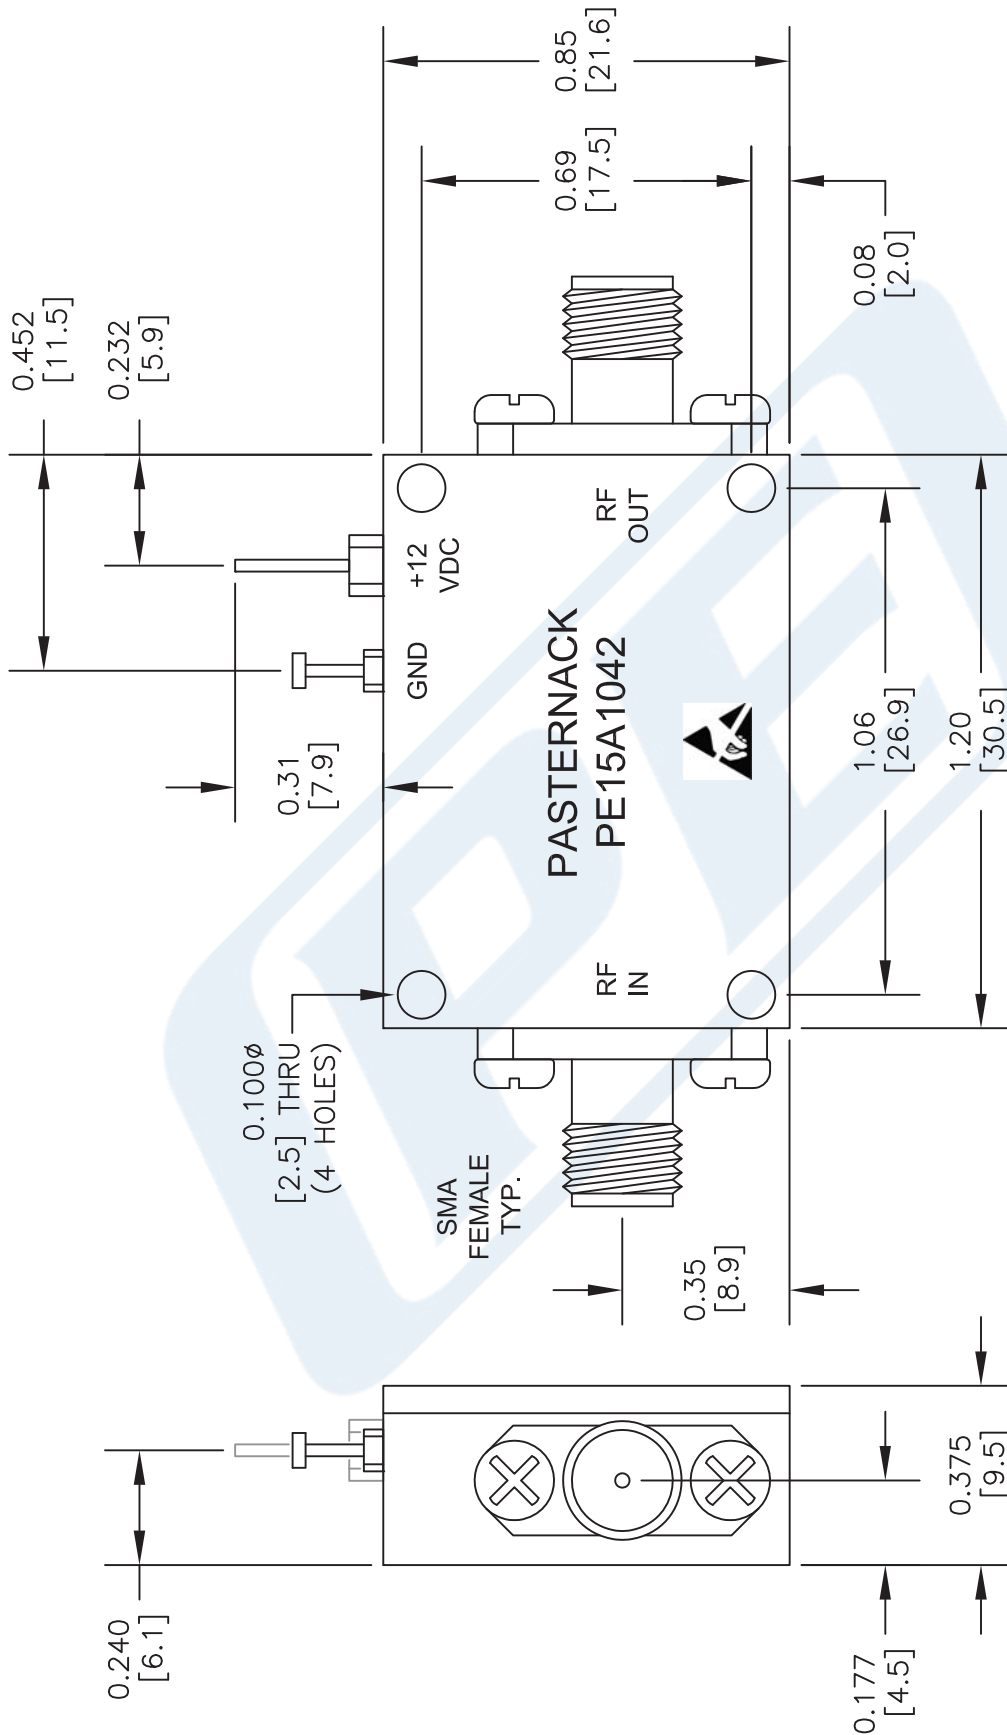 0.452
[11.5]
0.232
[5.9]
0.85
[21.6]
0.69
[17.5]
0.08
[2.0]
0.31
[7.9]
+12
VDC
GND
RF
OUT
PASTERNACK
PE15A1042
RF
IN
1.06
[26.9]
1.20
[30.5]
0.100ø
[2.5] THRU
(4 HOLES)
SMA
FEMALE
TYP.
0.35
[8.9]
0.240
[6.1]
0.375
[9.5]
0.177
[4.5]
PE